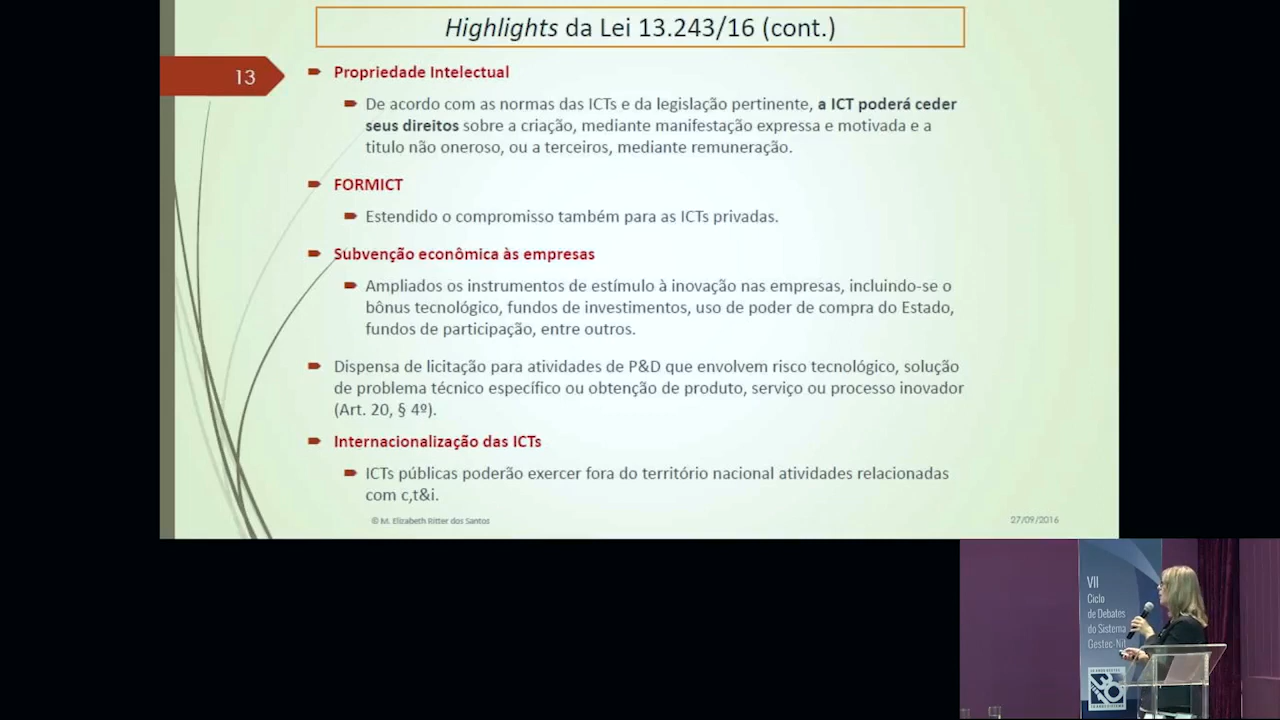 Highlights da Lei 13.243/16 (cont.)
13
Propriedade Intelectual
De acordo com as normas das ICTs e da legislação pertinente, a ICT poderá ceder
seus direitos sobre a criação, mediante manifestação expressa e motivada e a
titulo não oneroso, ou a terceiros, mediante remuneração.
FORMICT
Estendido o compromisso também para as ICTs privadas.
Subvenção econômica às empresas
Ampliados os instrumentos de estímulo à inovação nas empresas, incluindo-se o
bônus tecnológico, fundos de investimentos, uso de poder de compra do Estado,
fundos de participação, entre outros.
Dispensa de licitação para atividades de P&D que envolvem risco tecnológico, solução
de problema técnico específico ou obtenção de produto, serviço ou processo inovador
(Art. 20, § 4º).
Internacionalização das ICTs
ICTs públicas poderão exercer fora do território nacional atividades relacionadas
com c,t&i.
© M. Elizabeth Ritter dos Santos
27/09/2016
VII
Ciclo
de Debates
do Sistema
Gestec-Nit